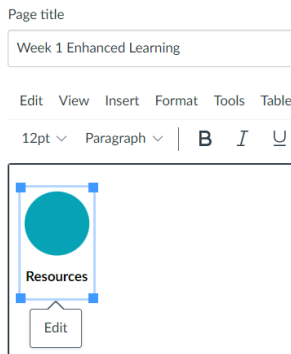 Page title
Week 1 Enhanced Learning
Edit View Insert Format Tools Table
12pt Paragraph B I U
Resources
Edit